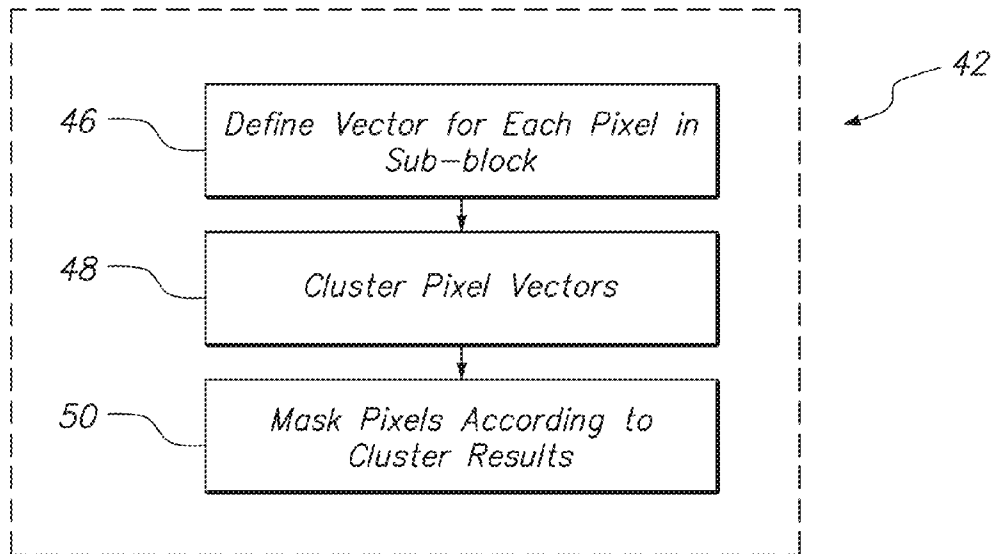 42
46
Define Vector for Each Pixel in
Sub-block
48
Cluster Pixel Vectors
50
Mask Pixels According to
Cluster Results